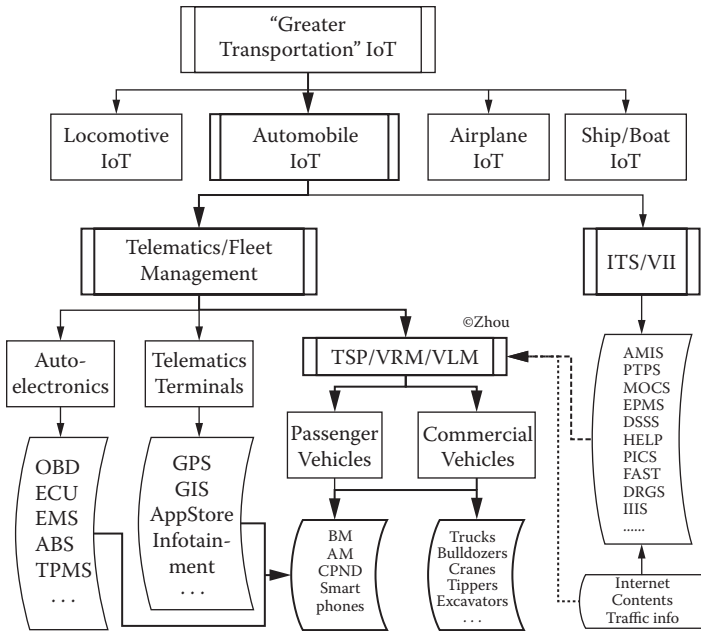 “Greater
Transportation” IoT
Locomotive
IoT
Automobile
IoT
Airplane
IoT
Ship/Boat
IoT
Telematics/Fleet
Management
ITS/VII
©Zhou
Auto-
electronics
Telematics
Terminals
TSP/VRM/VLM
Passenger
Vehicles
Commercial
Vehicles
OBD
ECU
EMS
ABS
TPMS
. . .
GPS
GIS
AppStore
Infotain-
ment
. . .
BM
AM
CPND
Smart
phones
Trucks
Bulldozers
Cranes
Tippers
Excavators
. . .
AMIS
PTPS
MOCS
EPMS
DSSS
HELP
PICS
FAST
DRGS
IIIS
......
Internet
Contents
Traffic info